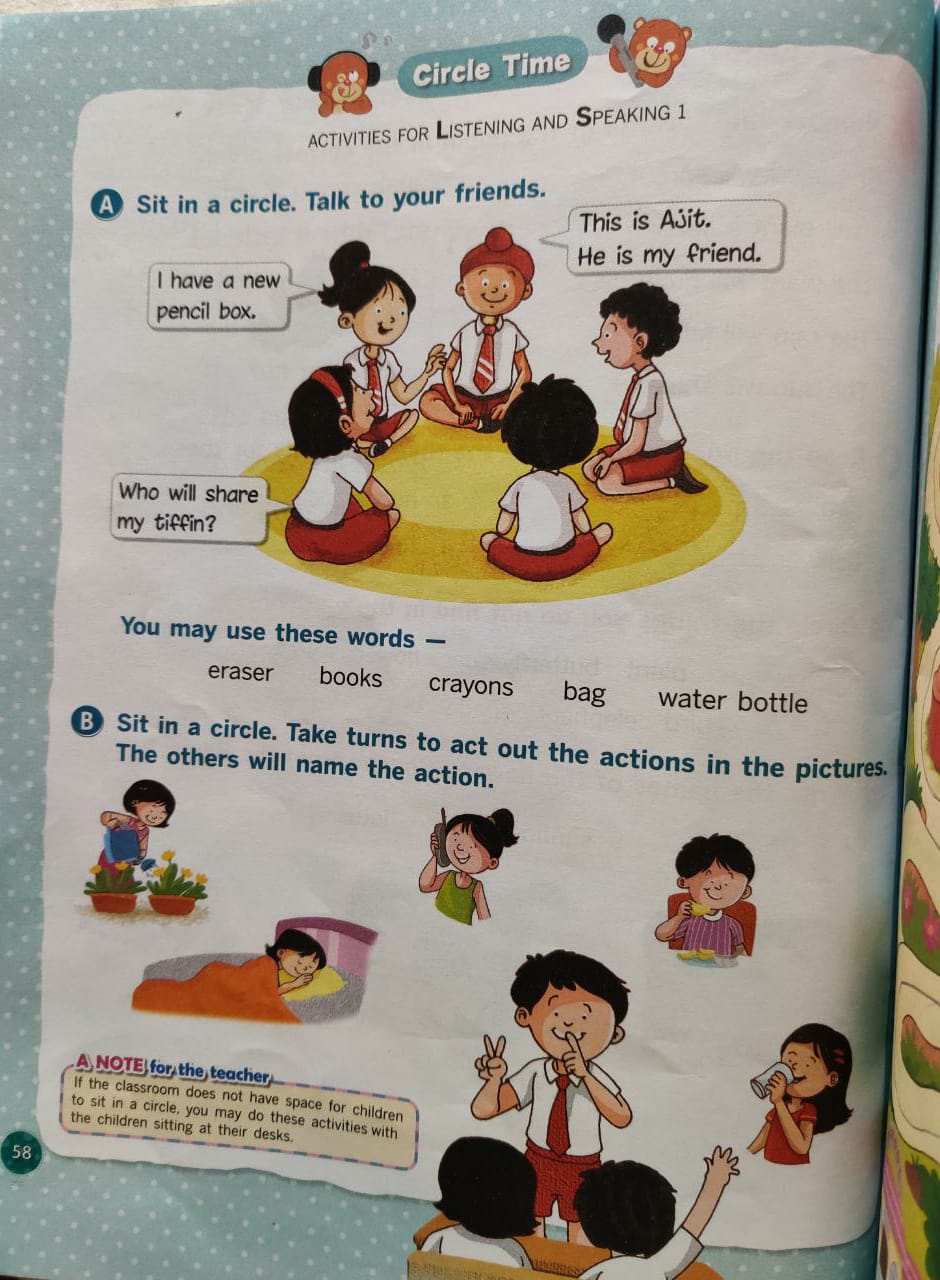 Circle Time
ACTIVITIES FOR LISTENING AND SPEAKING 1
A Sit in a circle. Talk to your friends.
This is Ajit.
He is my friend.
I have a new
pencil box.
Who will share
my tiffin?
You may use these words —
eraser books crayons bag water bottle
B Sit in a circle. Take turns to act out the actions in the pictures.
The others will name the action.
A NOTE for the teacher
If the classroom does not have space for children
to sit in a circle, you may do these activities with
the children sitting at their desks.
58